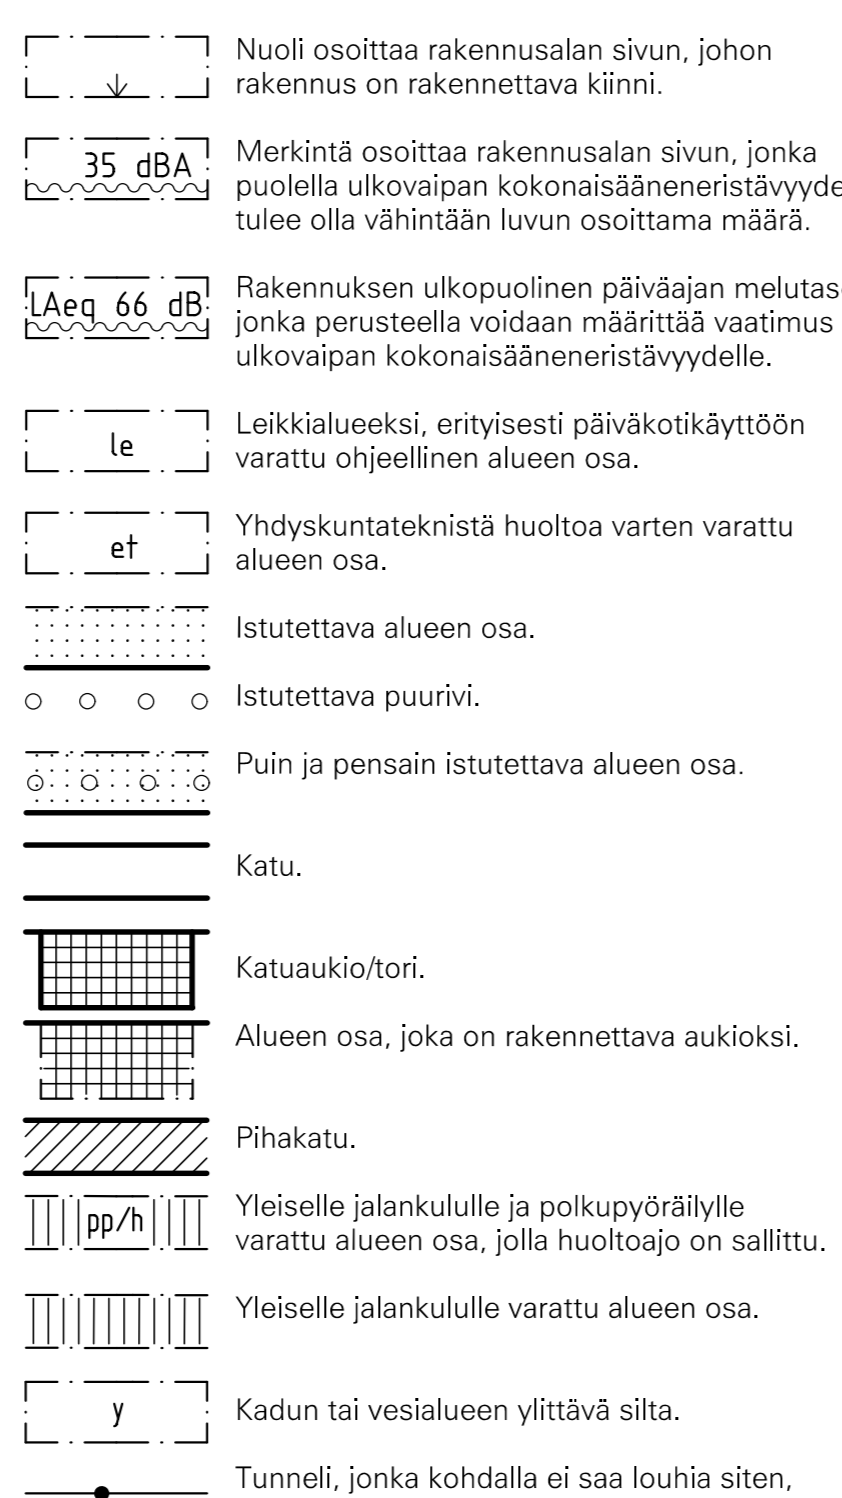 Nuoli osoittaa rakennusalan sivun, johon
rakennus on rakennettava kiinni.
35 dBA
Merkintä osoittaa rakennusalan sivun, jonka
puolella ulkovaipan kokonaisääneneristävyyde
tulee olla vähintään luvun osoittama määrä.
LAeq 66 dB
Rakennuksen ulkopuolinen päiväajan melutas
jonka perusteella voidaan määrittää vaatimus
ulkovaipan kokonaisääneneristävyydelle.
le
Leikkialueeksi, erityisesti päiväkotikäyttöön
varattu ohjeellinen alueen osa.
et
Yhdyskuntateknistä huoltoa varten varattu
alueen osa.
Istutettava alueen osa.
Istutettava puurivi.
Puin ja pensain istutettava alueen osa.
Katu.
Katuaukio/tori.
Alueen osa, joka on rakennettava aukioksi.
Pihakatu.
pp/h
Yleiselle jalankululle ja polkupyöräilylle
varattu alueen osa, jolla huoltoajo on sallittu.
Yleiselle jalankululle varattu alueen osa.
y
Kadun tai vesialueen ylittävä silta.
Tunneli, jonka kohdalla ei saa louhia siten,